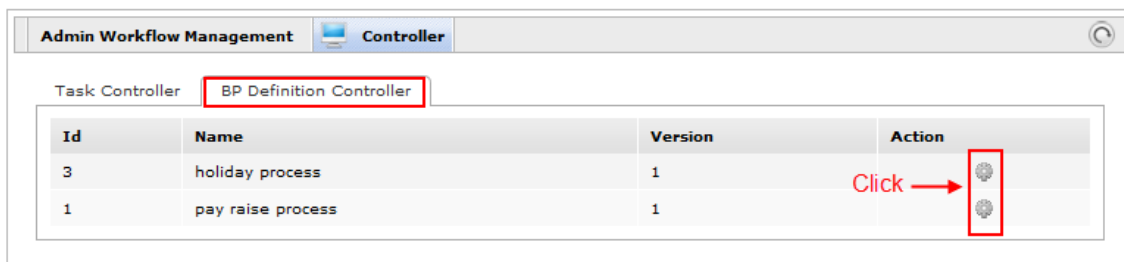 Admin Workflow Management Controller
Task Controller BP Definition Controller
Id Name Version Action
3 holiday process 1
Click
1 pay raise process 1